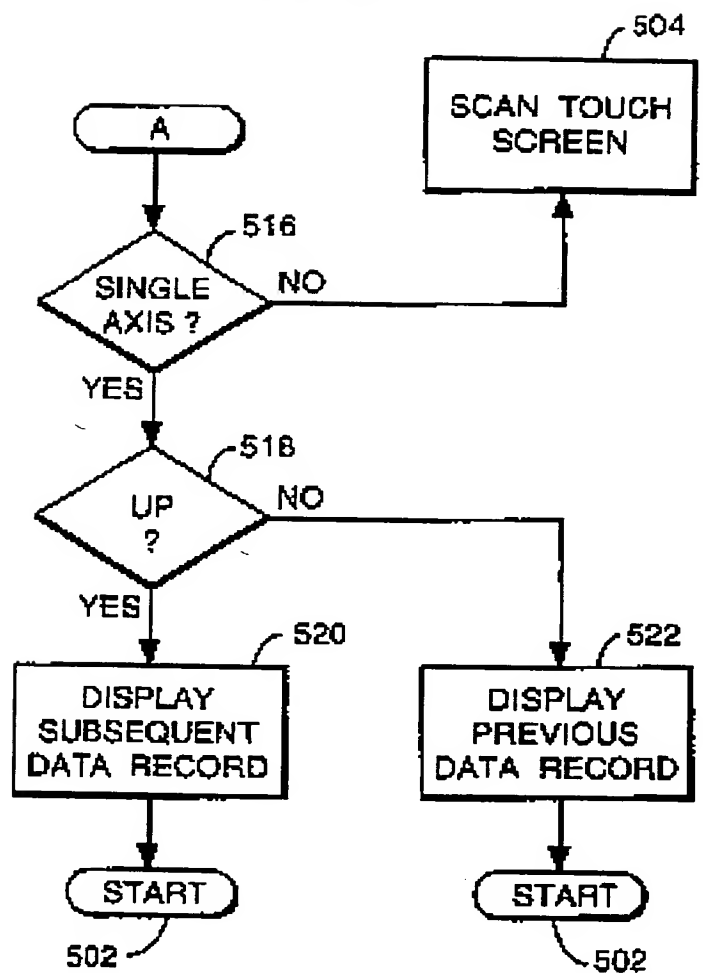 504
SCAN TOUCH
SCREEN
A
516
SINGLE
AXIS ?
NO
YES
518
UP
?
NO
YES
520
DISPLAY
SUBSEQUENT
DATA RECORD
522
DISPLAY
PREVIOUS
DATA RECORD
START
502
START
502